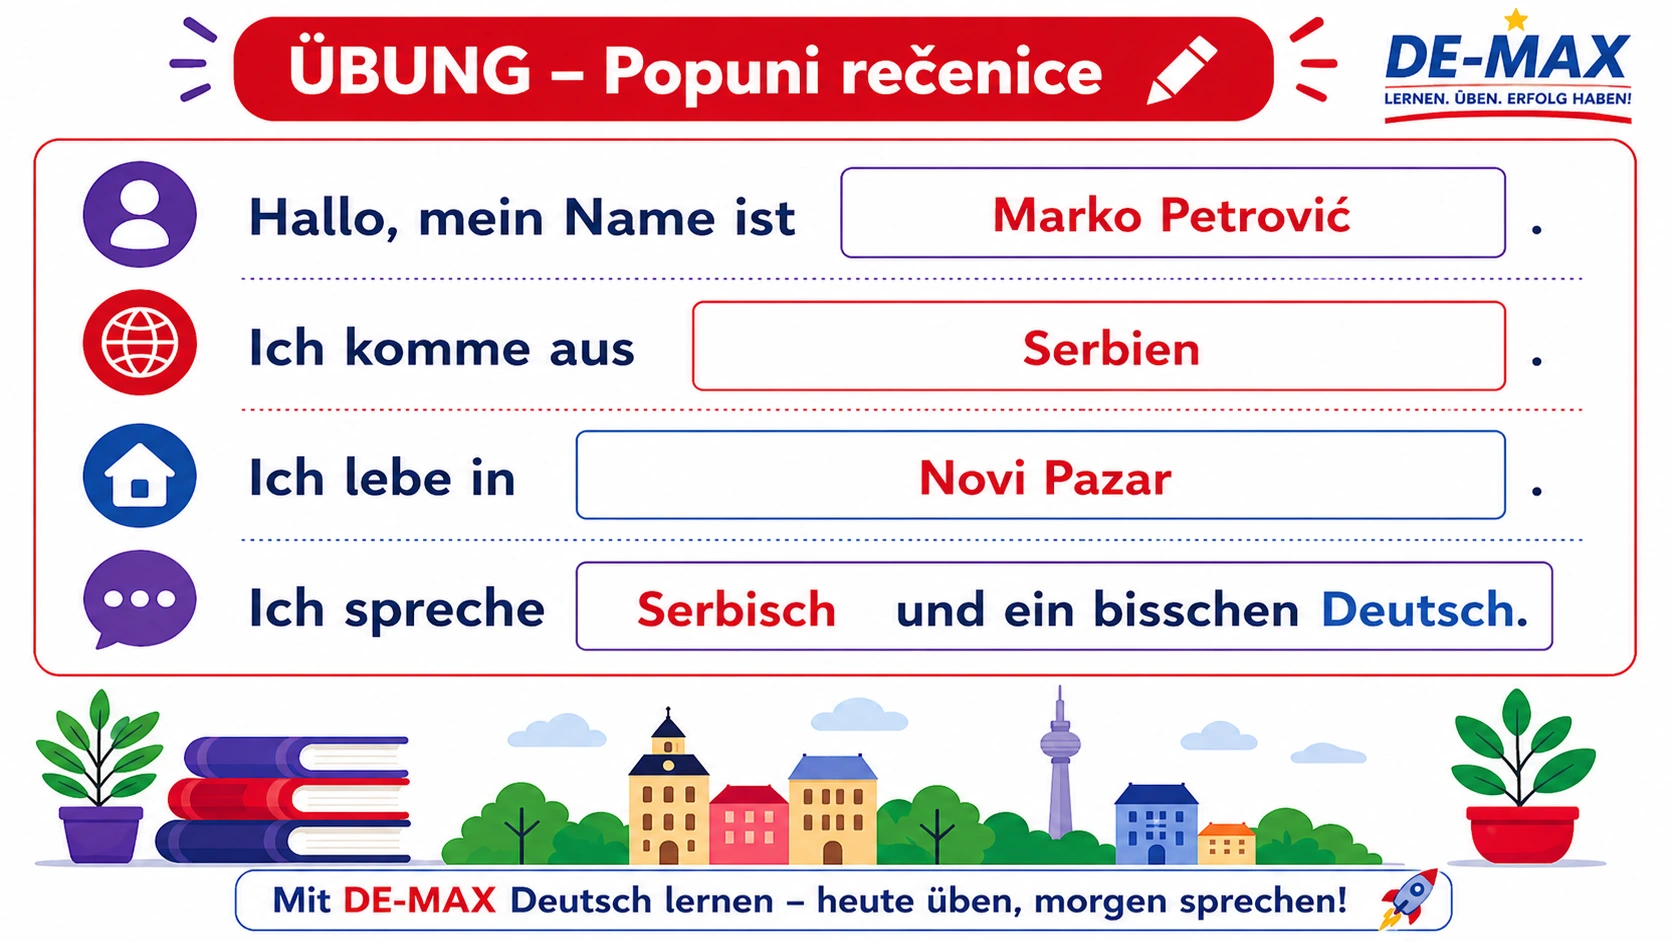 ÜBUNG – Popuni rečenice
DE-MAX
LERNEN. ÜBEN. ERFOLG HABEN!
Hallo, mein Name ist Marko Petrović .
Ich komme aus Serbien .
Ich lebe in Novi Pazar .
Ich spreche Serbisch und ein bisschen Deutsch.
Mit DE-MAX Deutsch lernen – heute üben, morgen sprechen!